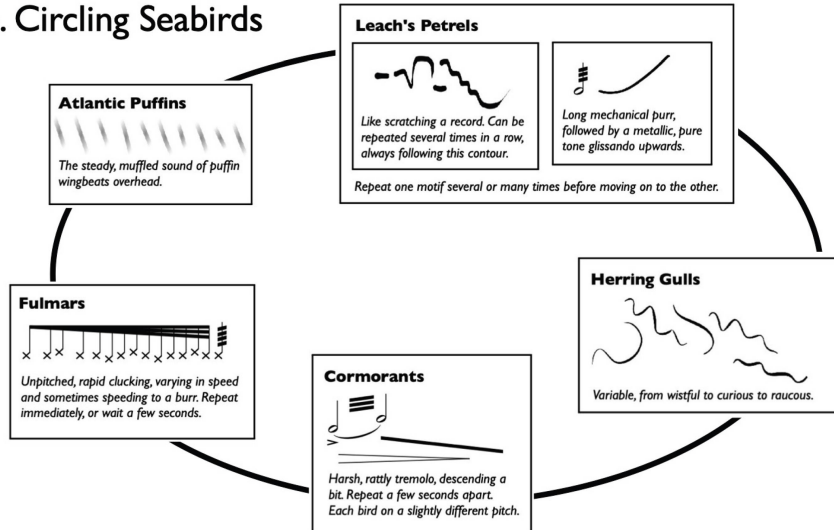 . Circling Seabirds
Leach's Petrels
Like scratching a record. Can be
repeated several times in a row,
always following this contour.
Long mechanical purr,
followed by a metallic, pure
tone glissando upwards.
Repeat one motif several or many times before moving on to the other.
Atlantic Puffins
The steady, muffled sound of puffin
wingbeats overhead.
Herring Gulls
Variable, from wistful to curious to raucous.
Fulmars
Unpitched, rapid clucking, varying in speed
and sometimes speeding to a burr. Repeat
immediately, or wait a few seconds.
Cormorants
Harsh, rattly tremolo, descending a
bit. Repeat a few seconds apart.
Each bird on a slightly different pitch.